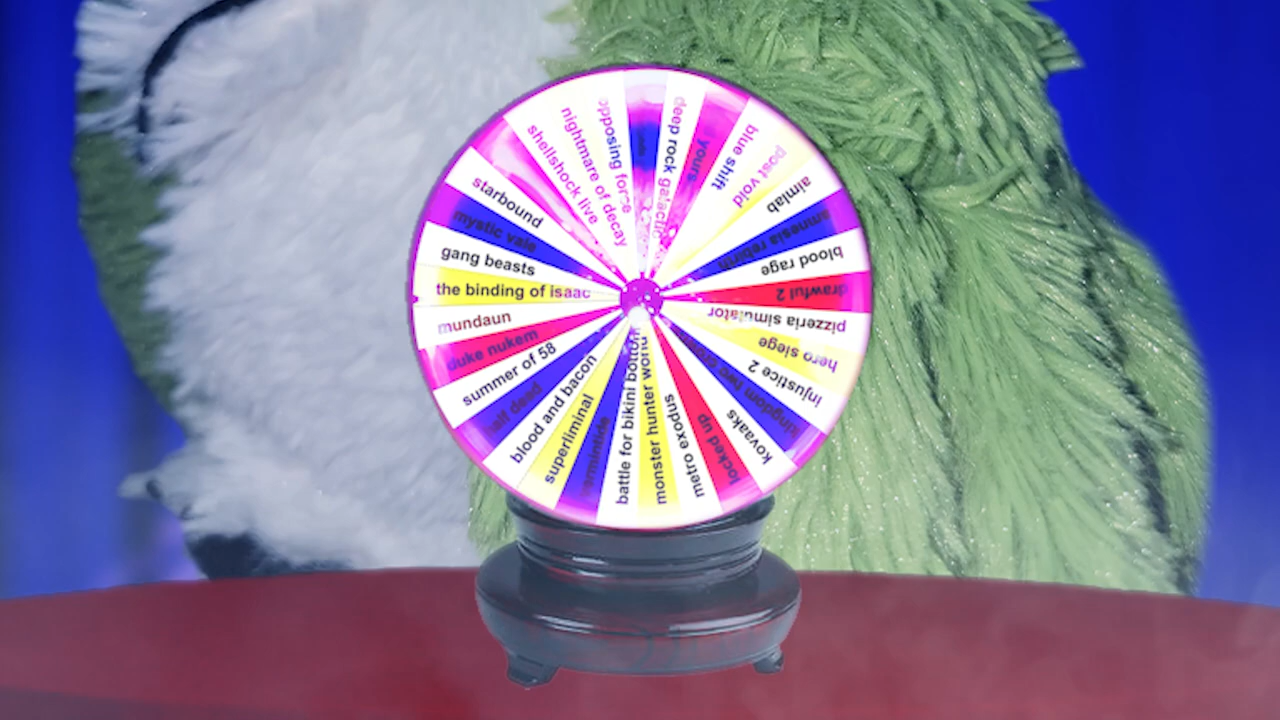 deep rock galactic
yours
blue shift
post void
aimlab
amnesia rebirth
blood rage
drawful 2
pizzeria simulator
hero siege
injustice 2
kingdom two
kovaaks
locked up
metro exodus
monster hunter world
battle for bikini bottom
vermintide
superliminal
blood and bacon
half dead
summer of 58
duke nukem
mundaun
the binding of isaac
gang beasts
mystic vale
starbound
shellshock live
nightmare of decay
opposing force